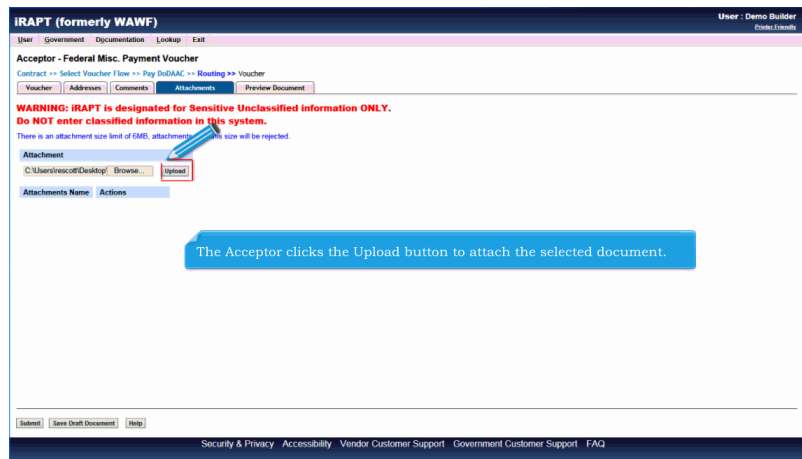 iRAPT (formerly WAWF)
User : Demo Builder
Printer Friendly
User Government Documentation Lookup Exit
Acceptor - Federal Misc. Payment Voucher
Contract >> Select Voucher Flow >> Pay DoDAAC >> Routing >> Voucher
Voucher Addresses Comments Attachments Preview Document
WARNING: iRAPT is designated for Sensitive Unclassified information ONLY.
Do NOT enter classified information in this system.
There is an attachment size limit of 6MB, attachments this size will be rejected.
Attachment
C:\Users\rescott\Desktop\ Browse... Upload
Attachments Name Actions
The Acceptor clicks the Upload button to attach the selected document.
Submit Save Draft Document Help
Security & Privacy Accessibility Vendor Customer Support Government Customer Support FAQ